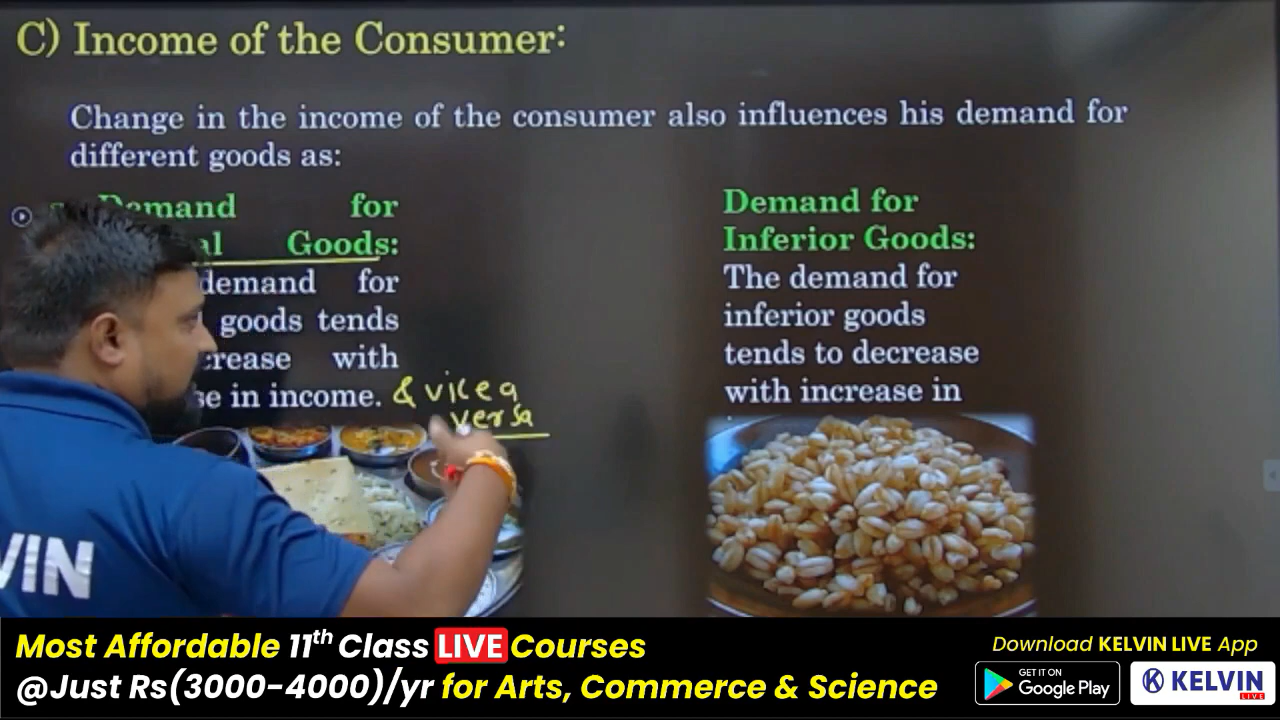 C) Income of the Consumer:
Change in the income of the consumer also influences his demand for
different goods as:
Demand for
Goods:
demand for
goods tends
with
in income. & vice a
versa
Demand for
Inferior Goods:
The demand for
inferior goods
tends to decrease
with increase in
VIN
Most Affordable 11th Class LIVE Courses
@Just Rs(3000-4000)/yr for Arts, Commerce & Science
Download KELVIN LIVE App
GET IT ON
Google Play
KELVIN
LIVE